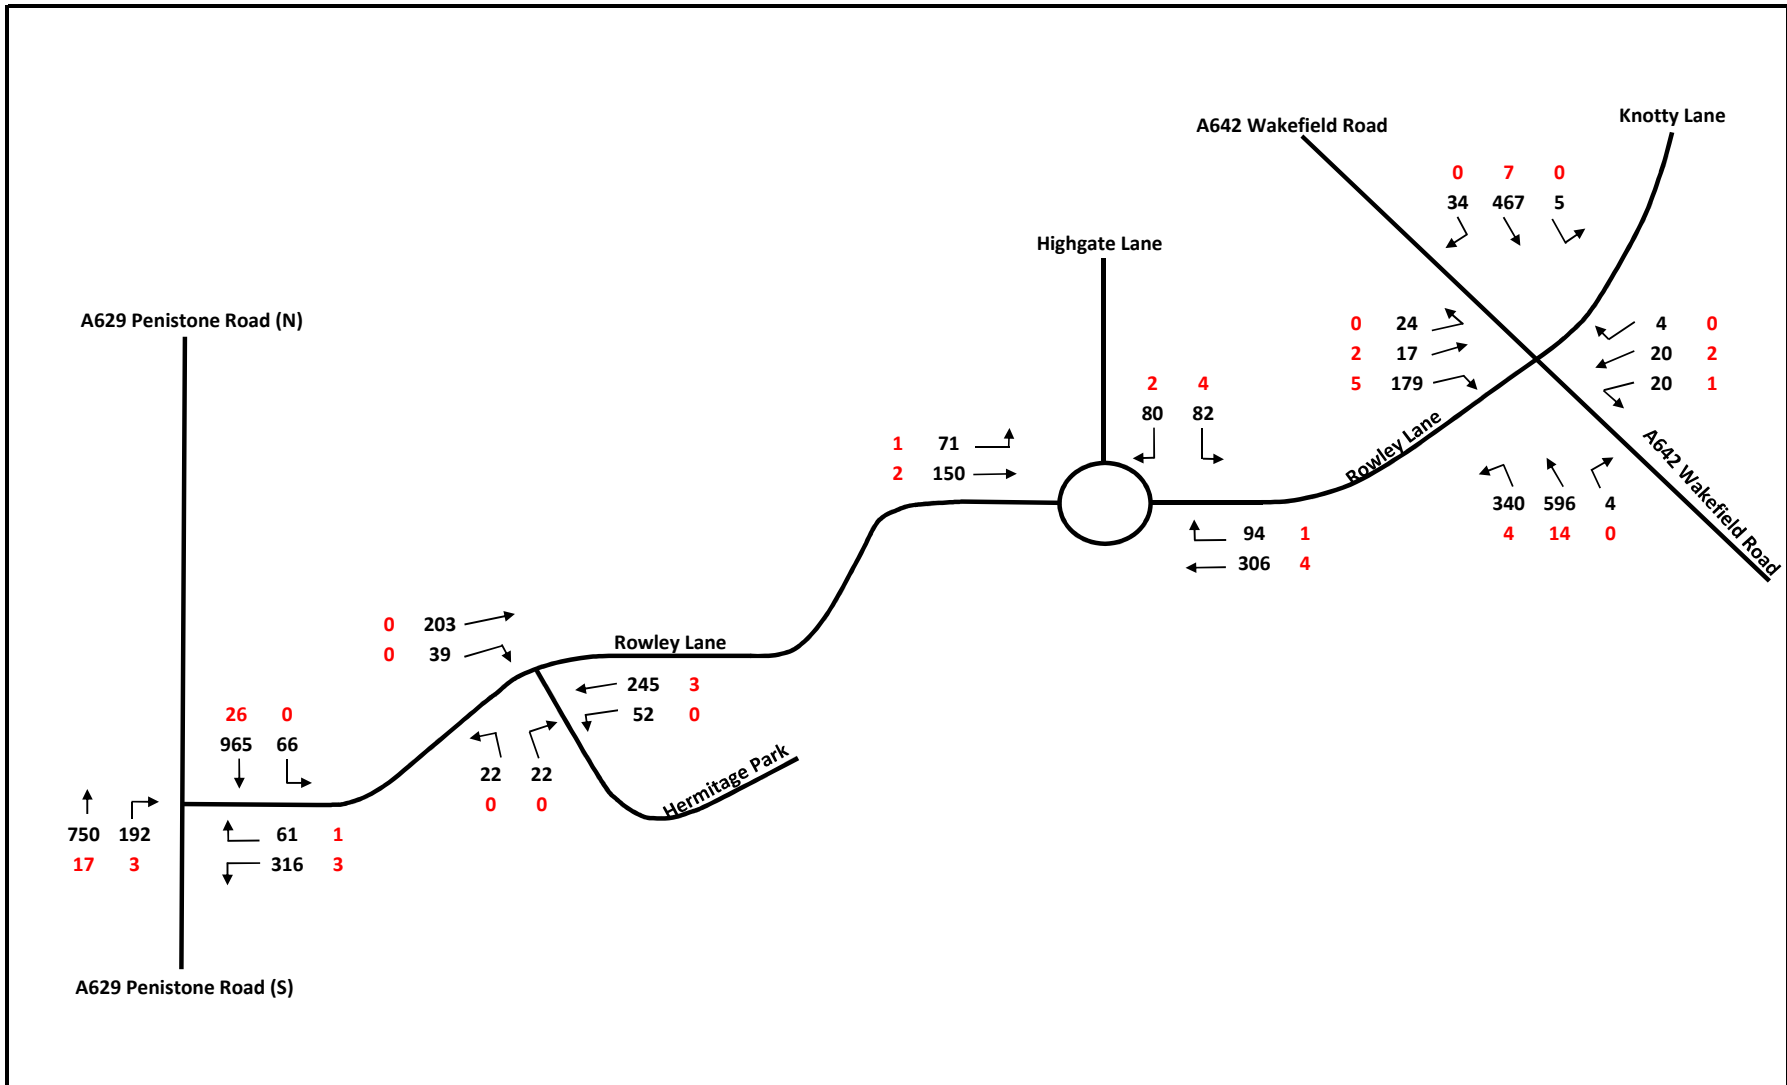 Knotty Lane
A642 Wakefield Road
0 7 0
34 467 5
Highgate Lane
A629 Penistone Road (N)
0 24
2 17
5 179
4 0
20 2
20 1
2 4
80 82
Rowley Lane
A642 Wakefield Road
1 71
2 150
340 596 4
4 14 0
94 1
306 4
0 203
0 39
Rowley Lane
245 3
52 0
26 0
965 66
22 22
0 0
Hermitage Park
750 192
17 3
61 1
316 3
A629 Penistone Road (S)